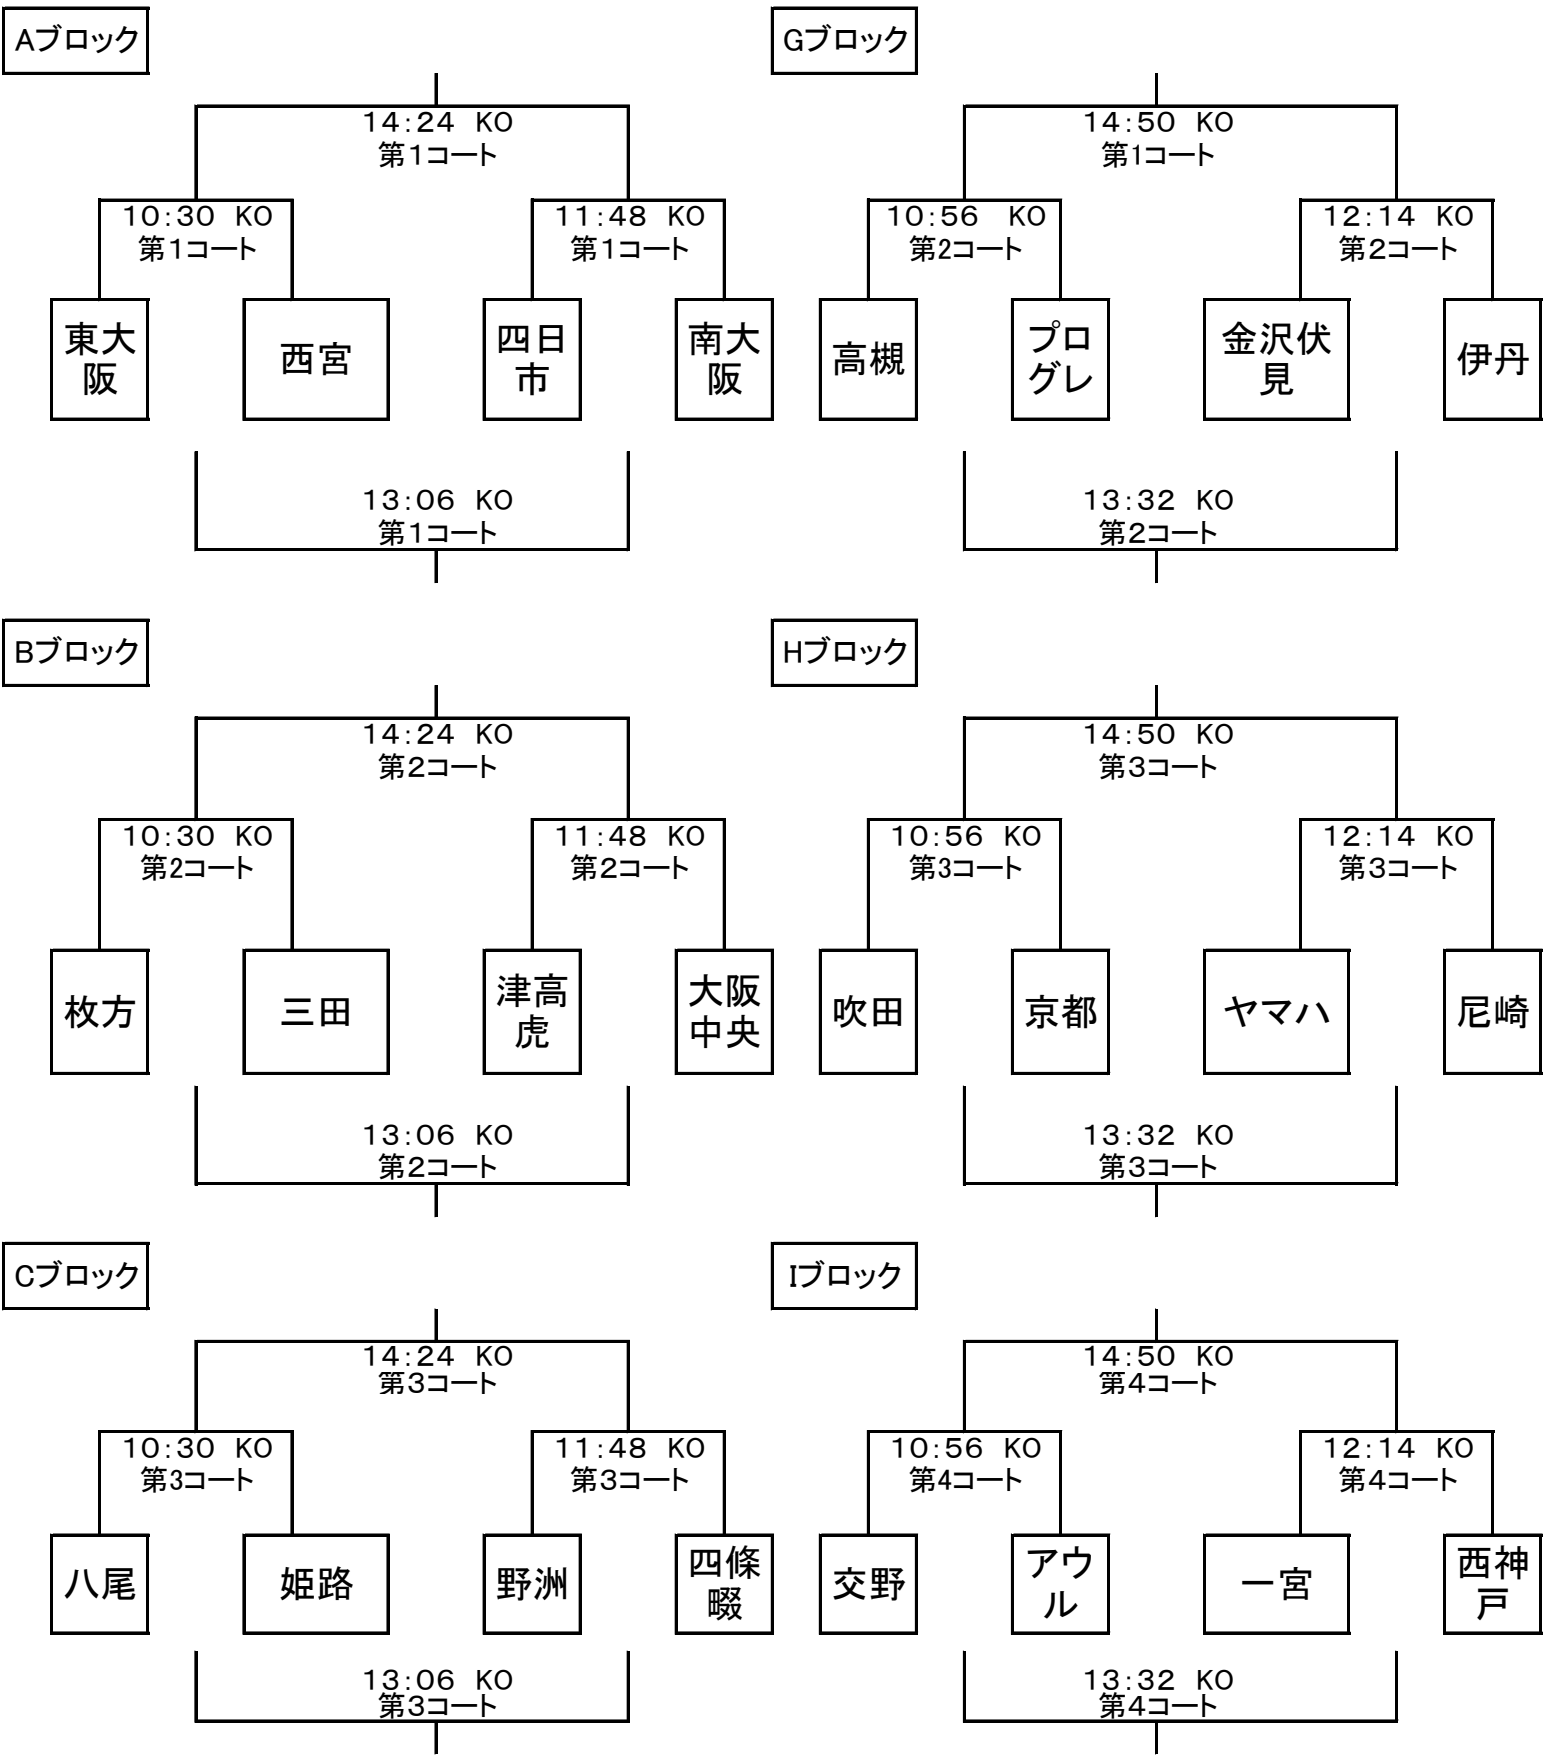 Aブロック
14:24 KO
第1コート
10:30 KO
第1コート
11:48 KO
第1コート
東大
阪
西宮
四日
市
南大
阪
13:06 KO
第1コート
Gブロック
14:50 KO
第1コート
10:56 KO
第2コート
12:14 KO
第2コート
高槻
プロ
グレ
金沢伏
見
伊丹
13:32 KO
第2コート
Bブロック
14:24 KO
第2コート
10:30 KO
第2コート
11:48 KO
第2コート
枚方
三田
津高
虎
大阪
中央
13:06 KO
第2コート
Hブロック
14:50 KO
第3コート
10:56 KO
第3コート
12:14 KO
第3コート
吹田
京都
ヤマハ
尼崎
13:32 KO
第3コート
Cブロック
14:24 KO
第3コート
10:30 KO
第3コート
11:48 KO
第3コート
八尾
姫路
野洲
四條
畷
13:06 KO
第3コート
Iブロック
14:50 KO
第4コート
10:56 KO
第4コート
12:14 KO
第4コート
交野
アウ
ル
一宮
西神
戸
13:32 KO
第4コート